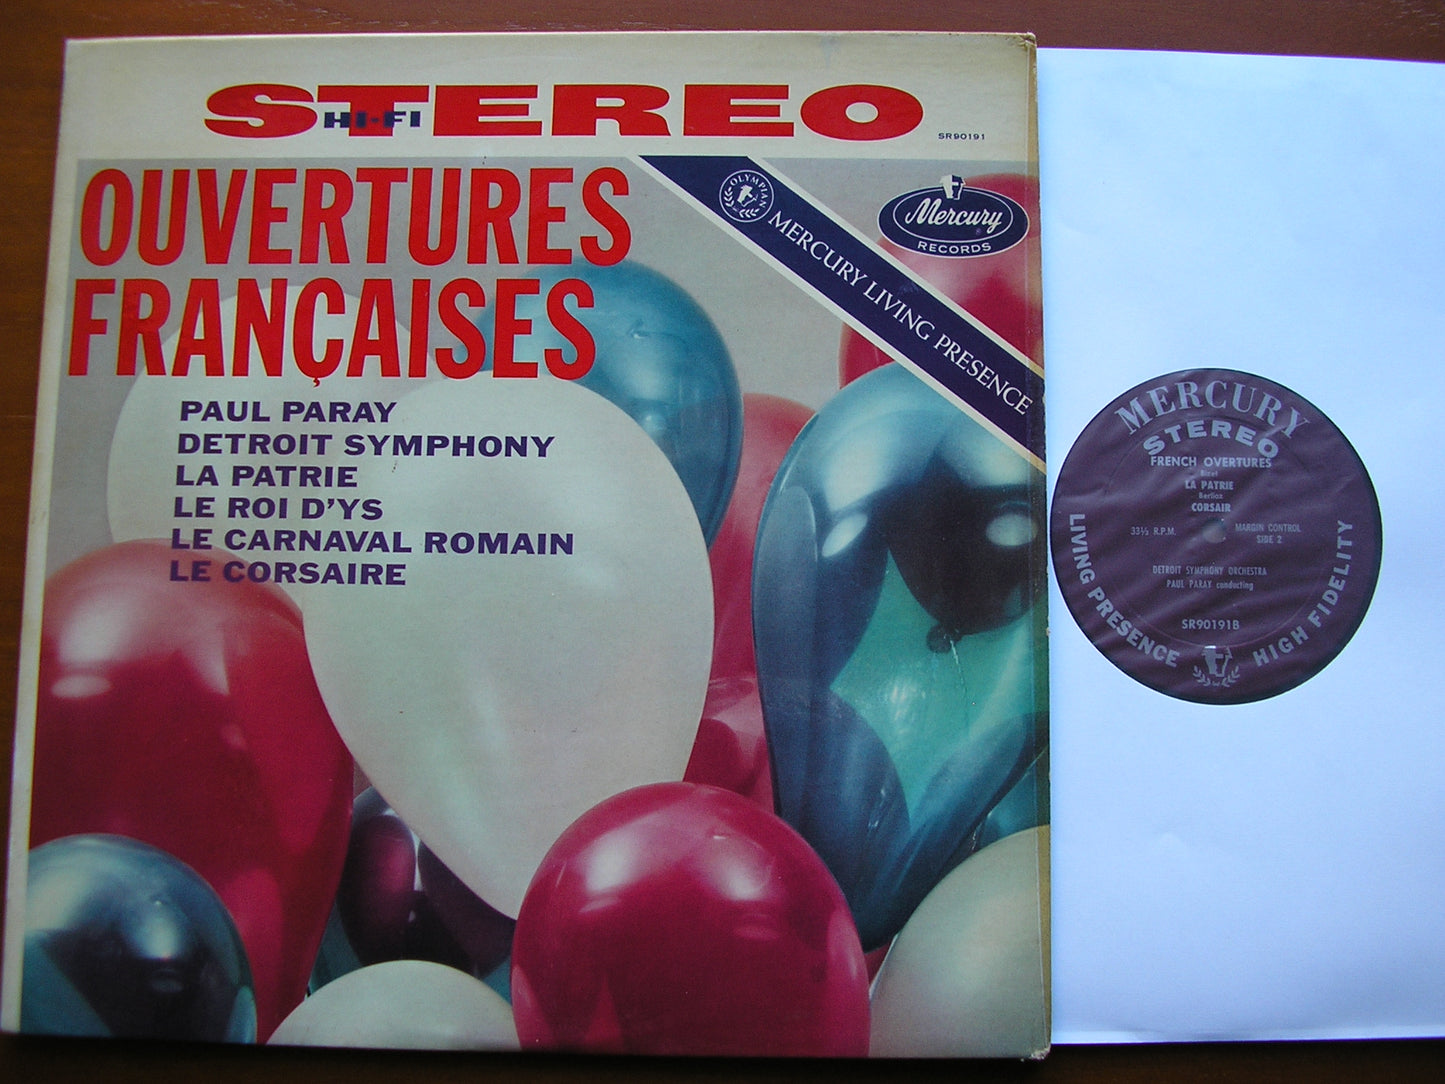 STEREO
HI-FI
SR90191
OUVERTURES
FRANÇAISES
OLYMPIAN
MERCURY LIVING PRESENCE
Mercury
RECORDS
PAUL PARAY
DETROIT SYMPHONY
LA PATRIE
LE ROI D'YS
LE CARNAVAL ROMAIN
LE CORSAIRE
MERCURY
STEREO
FRENCH OVERTURES
Bizet
LA PATRIE
Berlioz
CORSAIR
33⅓ R.P.M.
MARGIN CONTROL
SIDE 2
DETROIT SYMPHONY ORCHESTRA
PAUL PARAY conducting
SR90191B
LIVING PRESENCE
HIGH FIDELITY